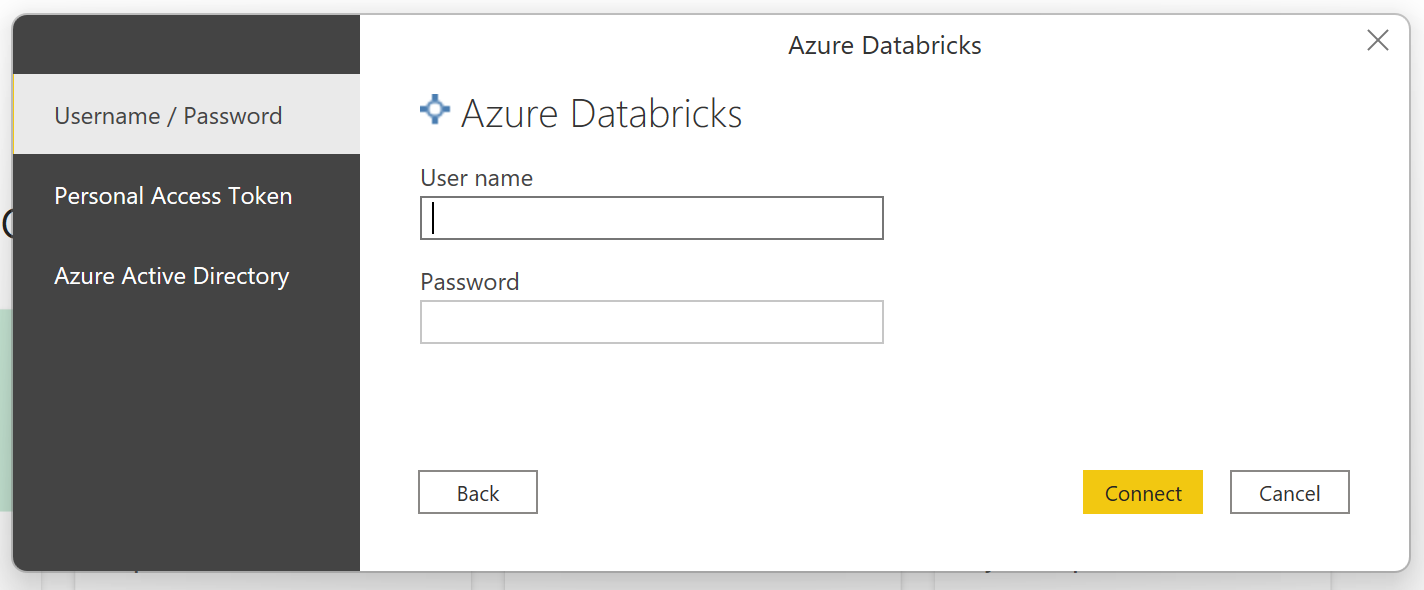 Azure Databricks
Username / Password
Personal Access Token
Azure Active Directory
Azure Databricks
User name
Password
Back
Connect
Cancel